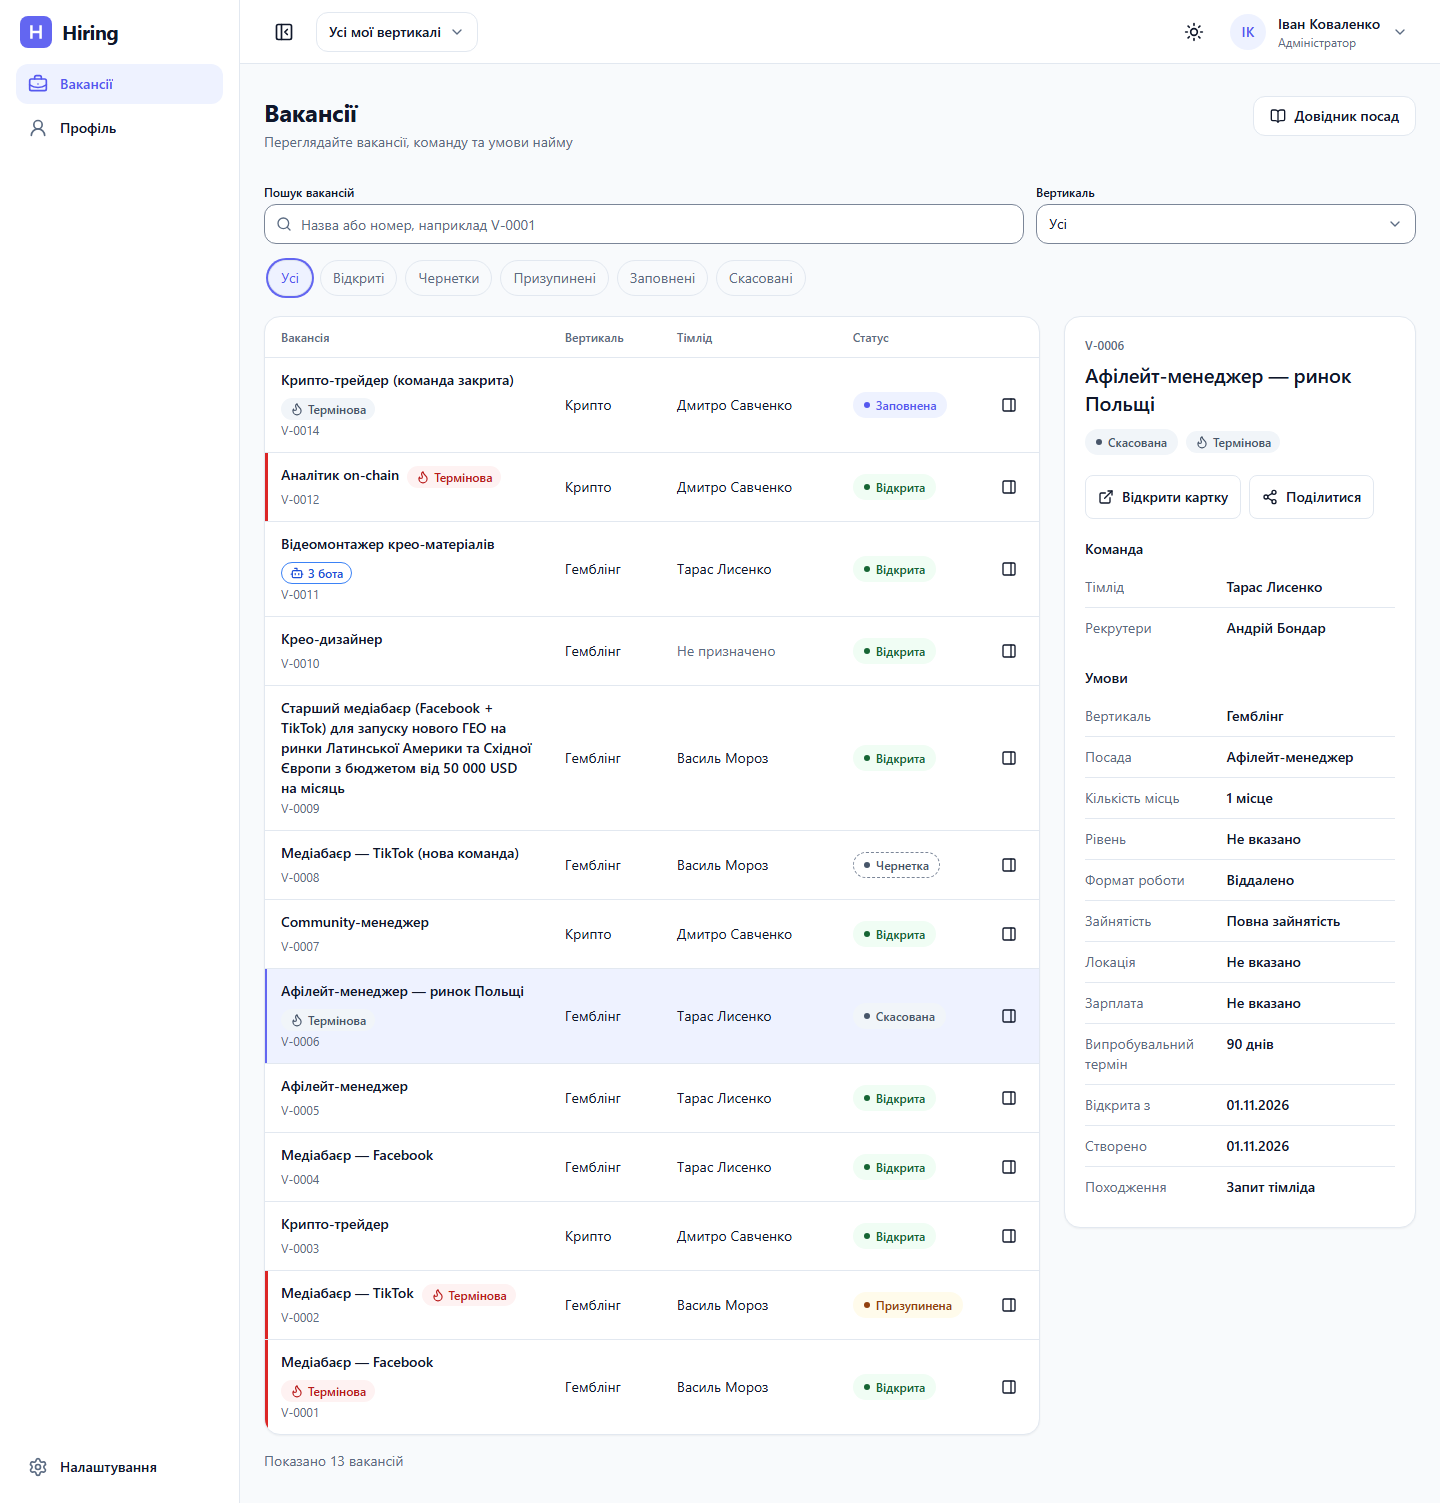 H Hiring
Усі мої вертикалі
ІК
Іван Коваленко
Адміністратор
Вакансії
Профіль
Налаштування
Вакансії
Переглядайте вакансії, команду та умови найму
Довідник посад
Пошук вакансій
Назва або номер, наприклад V-0001
Вертикаль
Усі
Усі Відкриті Чернетки Призупинені Заповнені Скасовані
Вакансія Вертикаль Тімлід Статус
Крипто-трейдер (команда закрита)
Термінова
V-0014
Крипто Дмитро Савченко Заповнена
Аналітик on-chain Термінова
V-0012
Крипто Дмитро Савченко Відкрита
Відеомонтажер крео-матеріалів
3 бота
V-0011
Гемблінг Тарас Лисенко Відкрита
Крео-дизайнер
V-0010
Гемблінг Не призначено Відкрита
Старший медіабаєр (Facebook +
TikTok) для запуску нового ГЕО на
ринки Латинської Америки та Східної
Європи з бюджетом від 50 000 USD
на місяць
V-0009
Гемблінг Василь Мороз Відкрита
Медіабаєр — TikTok (нова команда)
V-0008
Гемблінг Василь Мороз Чернетка
Community-менеджер
V-0007
Крипто Дмитро Савченко Відкрита
Афілейт-менеджер — ринок Польщі
Термінова
V-0006
Гемблінг Тарас Лисенко Скасована
Афілейт-менеджер
V-0005
Гемблінг Тарас Лисенко Відкрита
Медіабаєр — Facebook
V-0004
Гемблінг Тарас Лисенко Відкрита
Крипто-трейдер
V-0003
Крипто Дмитро Савченко Відкрита
Медіабаєр — TikTok Термінова
V-0002
Гемблінг Василь Мороз Призупинена
Медіабаєр — Facebook
Термінова
V-0001
Гемблінг Василь Мороз Відкрита
Показано 13 вакансій
V-0006
Афілейт-менеджер — ринок
Польщі
Скасована Термінова
Відкрити картку Поділитися
Команда
Тімлід Тарас Лисенко
Рекрутери Андрій Бондар
Умови
Вертикаль Гемблінг
Посада Афілейт-менеджер
Кількість місць 1 місце
Рівень Не вказано
Формат роботи Віддалено
Зайнятість Повна зайнятість
Локація Не вказано
Зарплата Не вказано
Випробувальний 90 днів
термін
Відкрита з 01.11.2026
Створено 01.11.2026
Походження Запит тімліда